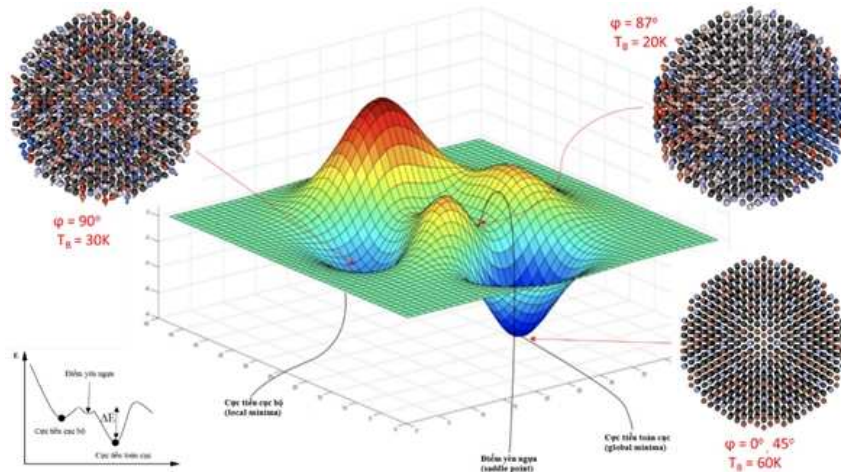 φ = 90°
T_B = 30K
φ = 87°
T_B = 20K
φ = 0°, 45°
T_B = 60K
Cực tiểu cục bộ
(local minima)
Điểm yên ngựa
(saddle point)
Cực tiểu toàn cục
(global minima)
E
Điểm yên ngựa
ΔE
Cực tiểu cục bộ
Cực tiểu toàn cục